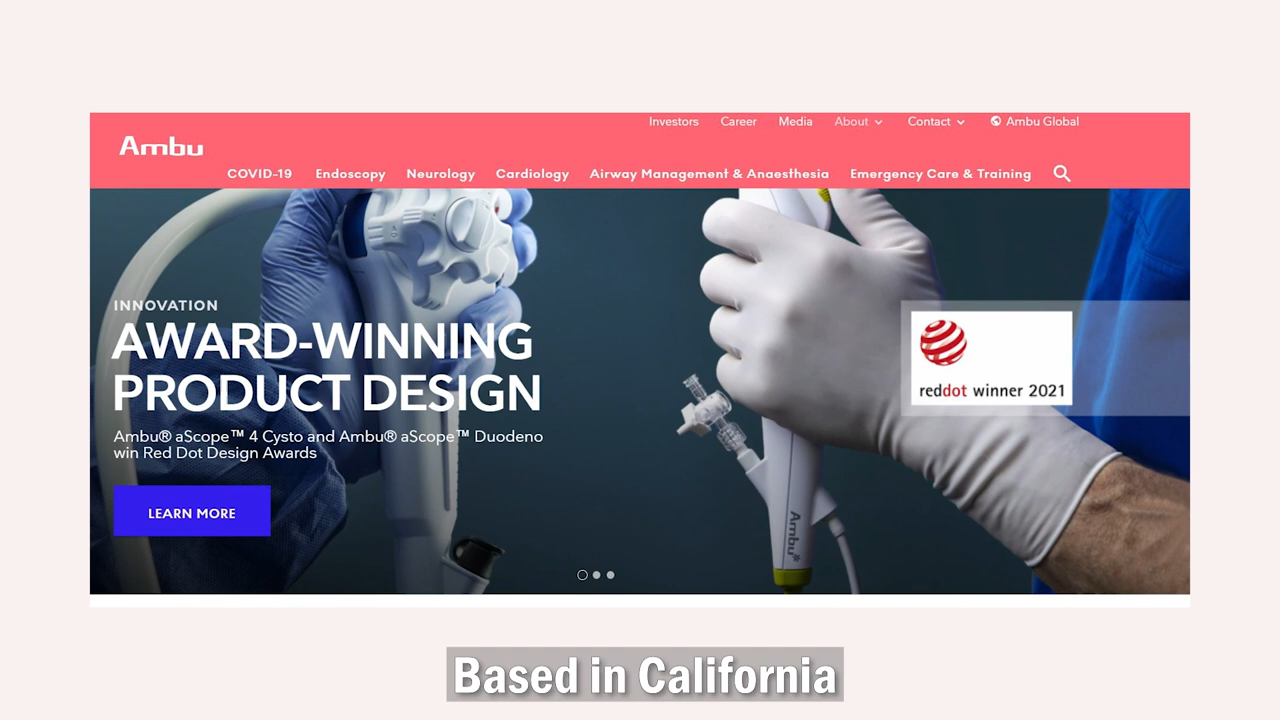 Investors Career Media About Contact Ambu Global
Ambu
COVID-19 Endoscopy Neurology Cardiology Airway Management & Anaesthesia Emergency Care & Training
INNOVATION
AWARD-WINNING
PRODUCT DESIGN
Ambu® aScope™ 4 Cysto and Ambu® aScope™ Duodeno
win Red Dot Design Awards
LEARN MORE
reddot winner 2021
Ambu®
Based in California